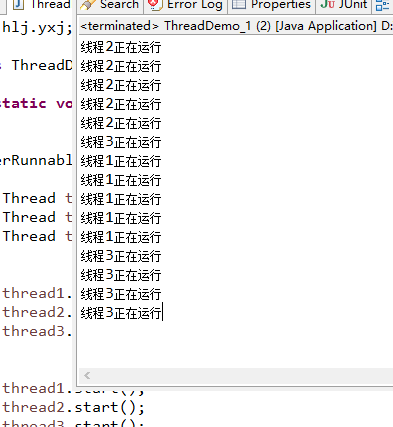 Thread
Search
Error Log
Properties
JUnit
<terminated> ThreadDemo_1 (2) [Java Application] D:
hlj.yxj;
线程2正在运行
线程2正在运行
s ThreadD
线程2正在运行
线程2正在运行
static vo
线程2正在运行
线程3正在运行
erRunnabl
线程1正在运行
线程1正在运行
Thread t
线程1正在运行
Thread t
线程1正在运行
Thread t
线程1正在运行
线程3正在运行
线程3正在运行
thread1.
线程3正在运行
thread2.
线程3正在运行
thread3.
thread1.start();
thread2.start();
thread3.start();